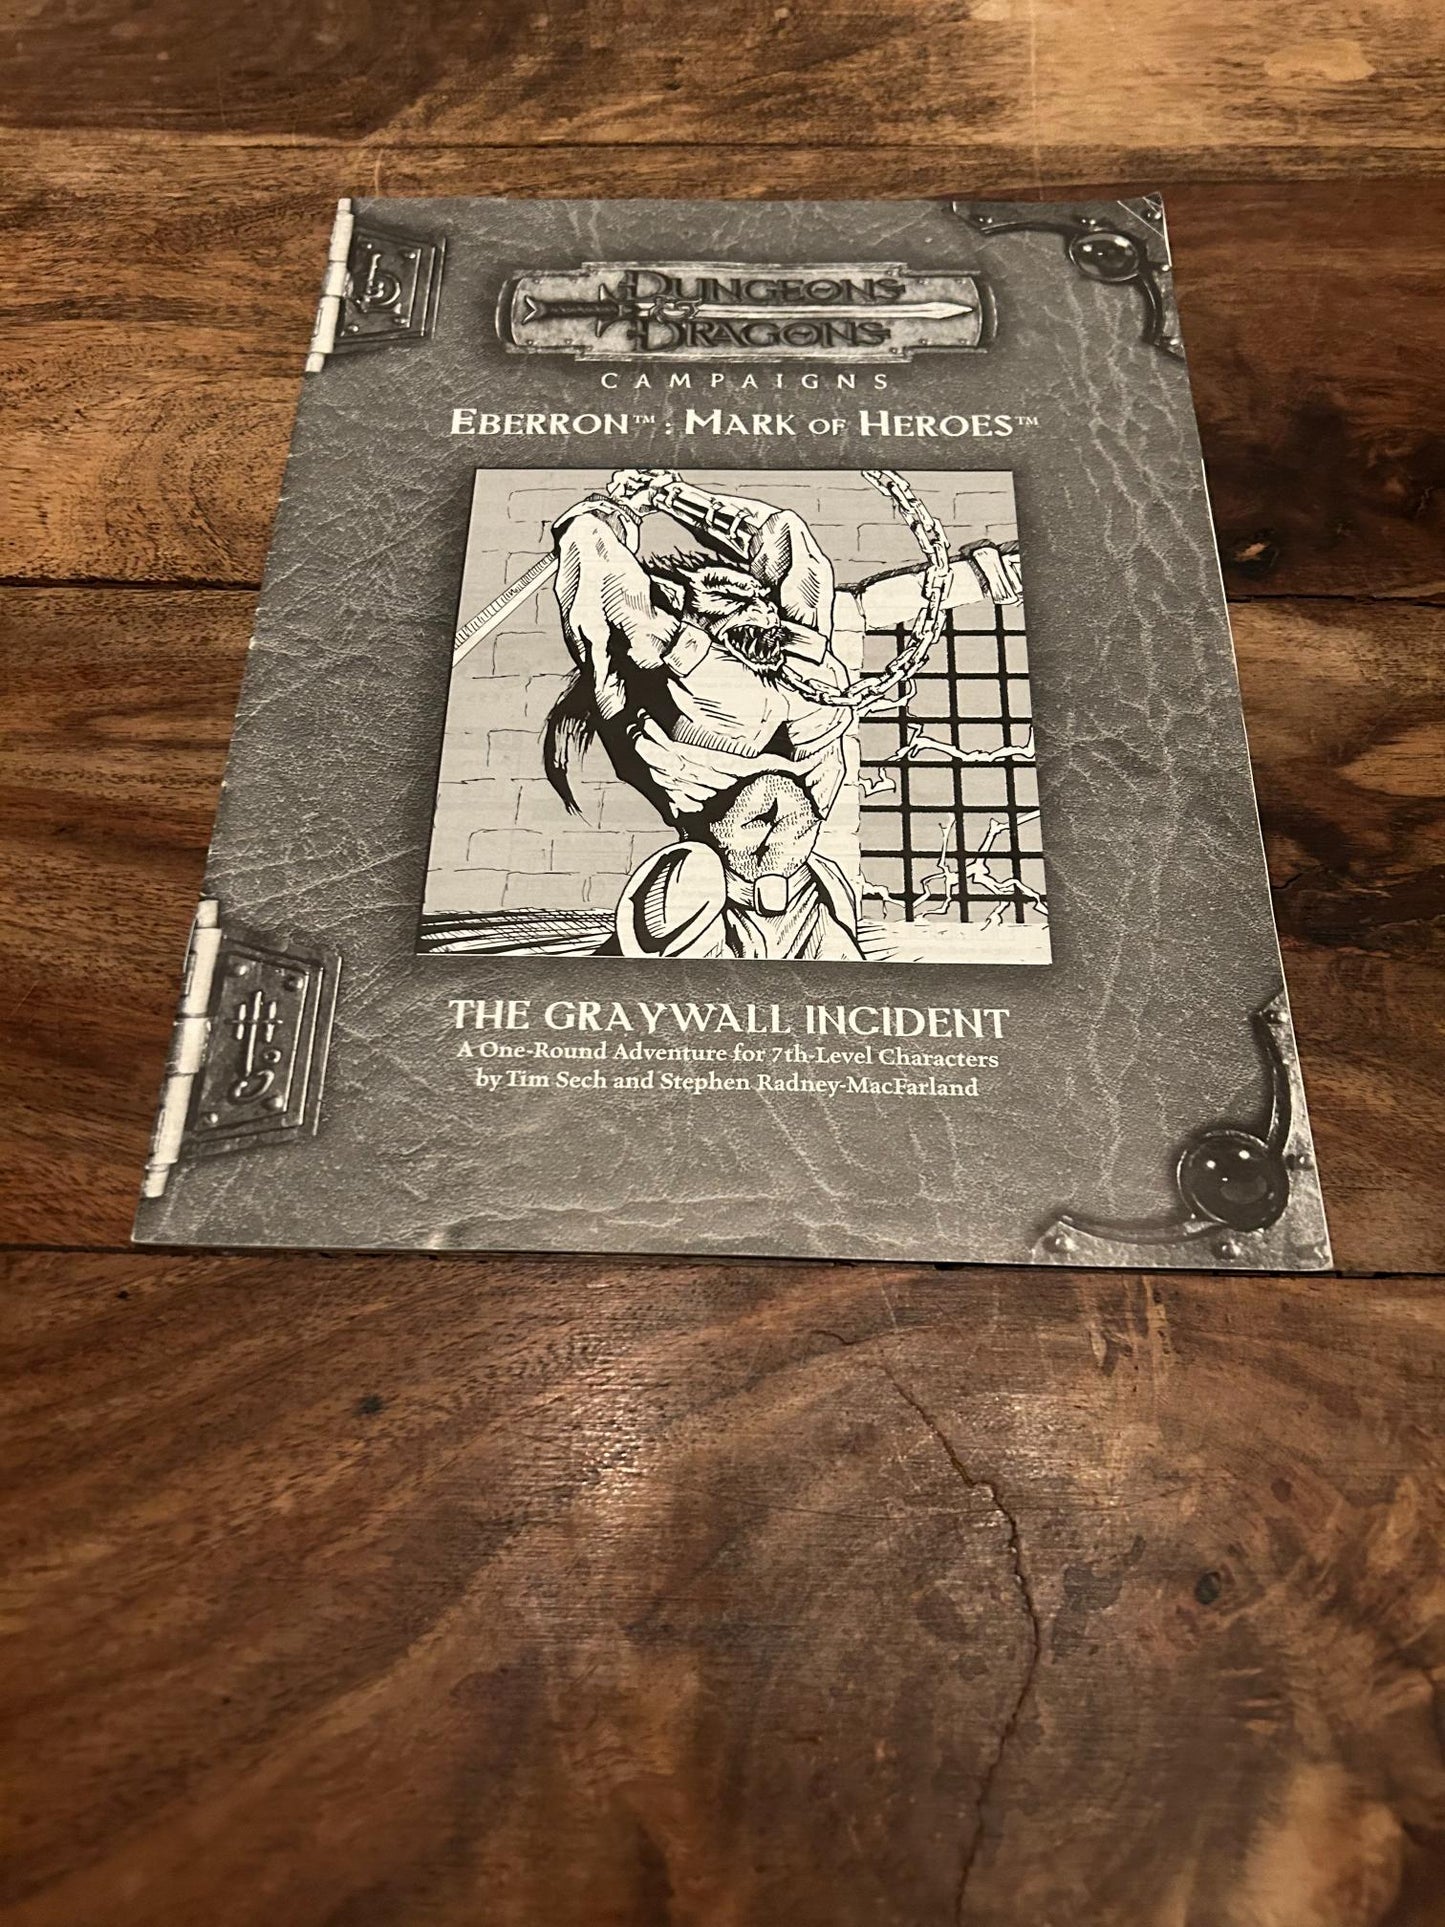 DUNGEONS
DRAGONS
CAMPAIGNS
EBERRON™: MARK OF HEROES™
THE GRAYWALL INCIDENT
A One-Round Adventure for 7th-Level Characters
by Tim Sech and Stephen Radney-MacFarland